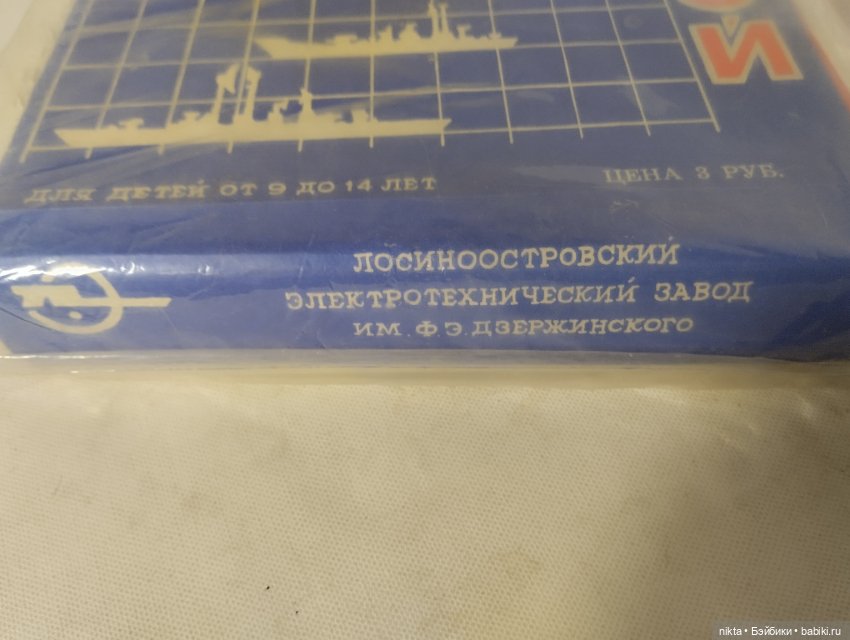 ОЙ
ДЛЯ ДЕТЕЙ ОТ 9 ДО 14 ЛЕТ
ЦЕНА 3 РУБ.
ЛОСИНООСТРОВСКИЙ
ЭЛЕКТРОТЕХНИЧЕСКИЙ ЗАВОД
ИМ. Ф.Э. ДЗЕРЖИНСКОГО
nikta • Бэйбики • babiki.ru